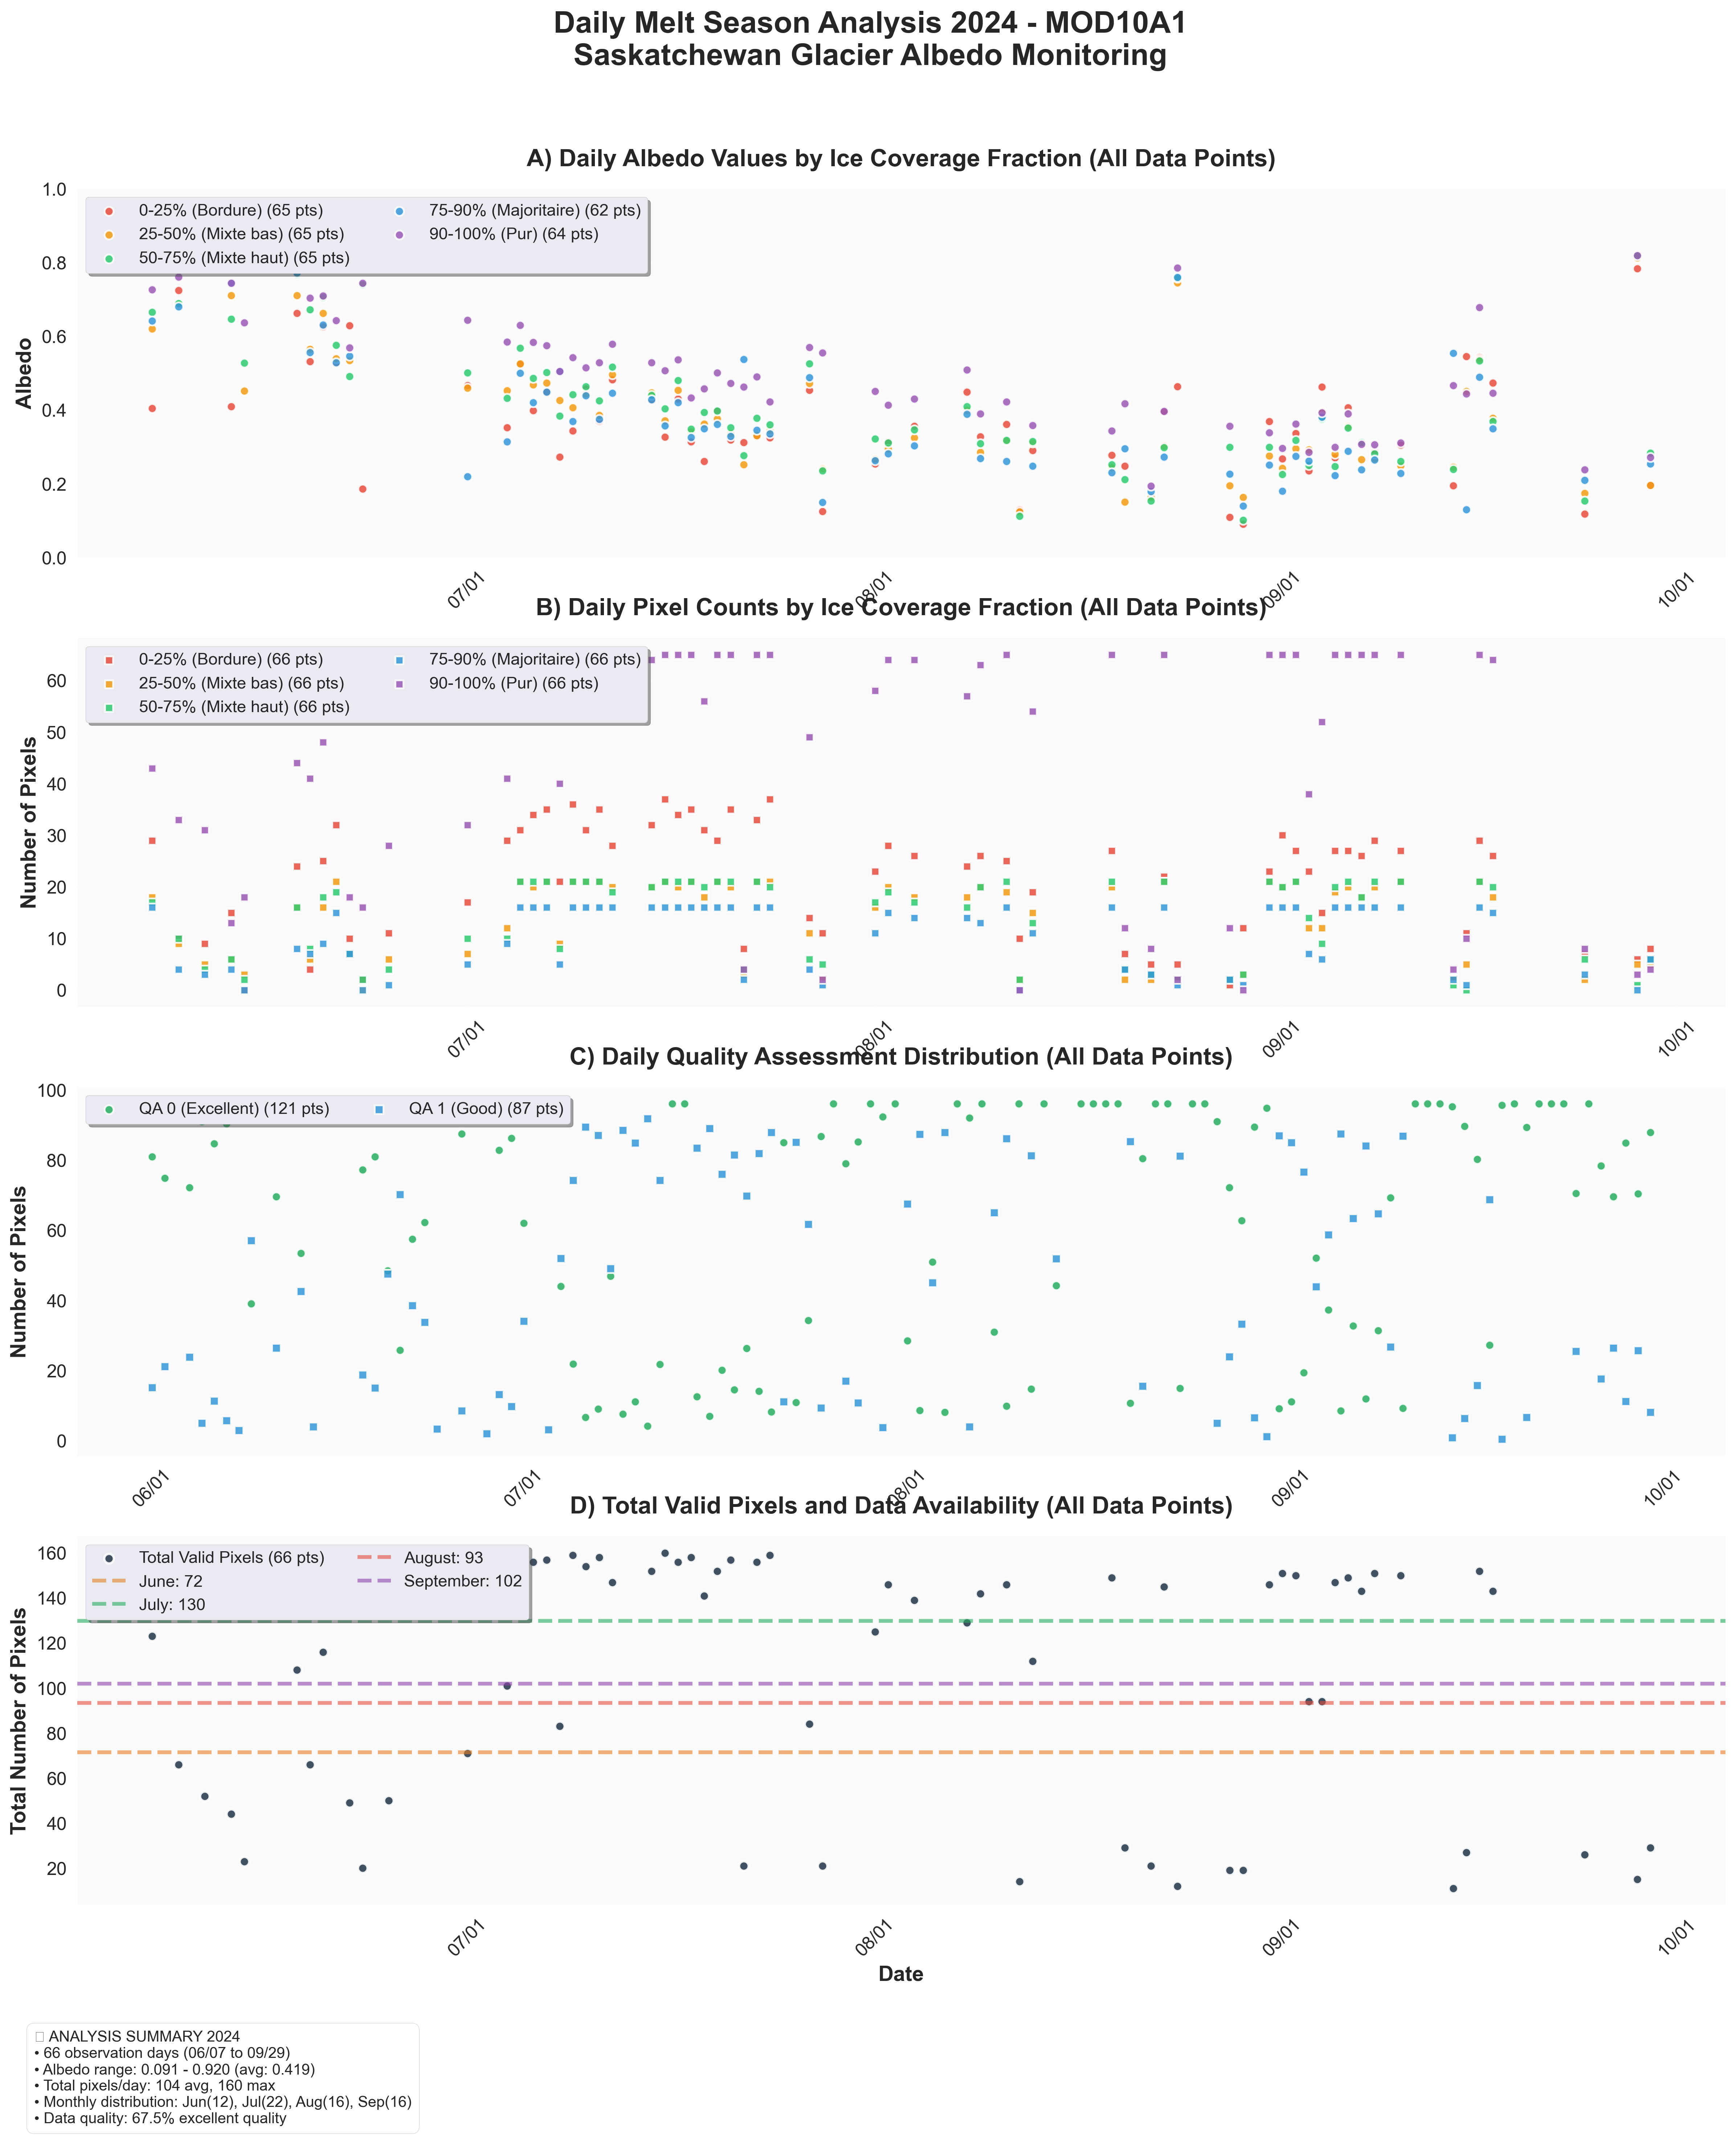 Daily Melt Season Analysis 2024 - MOD10A1
Saskatchewan Glacier Albedo Monitoring
A) Daily Albedo Values by Ice Coverage Fraction (All Data Points)
Albedo
1.0
0.8
0.6
0.4
0.2
0.0
0-25% (Bordure) (65 pts)
25-50% (Mixte bas) (65 pts)
50-75% (Mixte haut) (65 pts)
75-90% (Majoritaire) (62 pts)
90-100% (Pur) (64 pts)
07/01
08/01
09/01
10/01
B) Daily Pixel Counts by Ice Coverage Fraction (All Data Points)
Number of Pixels
60
50
40
30
20
10
0
0-25% (Bordure) (66 pts)
25-50% (Mixte bas) (66 pts)
50-75% (Mixte haut) (66 pts)
75-90% (Majoritaire) (66 pts)
90-100% (Pur) (66 pts)
07/01
08/01
09/01
10/01
C) Daily Quality Assessment Distribution (All Data Points)
Number of Pixels
100
80
60
40
20
0
QA 0 (Excellent) (121 pts)
QA 1 (Good) (87 pts)
06/01
07/01
08/01
09/01
10/01
D) Total Valid Pixels and Data Availability (All Data Points)
Total Number of Pixels
160
140
120
100
80
60
40
20
Total Valid Pixels (66 pts)
June: 72
July: 130
August: 93
September: 102
07/01
08/01
09/01
10/01
Date
ANALYSIS SUMMARY 2024
• 66 observation days (06/07 to 09/29)
• Albedo range: 0.091 - 0.920 (avg: 0.419)
• Total pixels/day: 104 avg, 160 max
• Monthly distribution: Jun(12), Jul(22), Aug(16), Sep(16)
• Data quality: 67.5% excellent quality